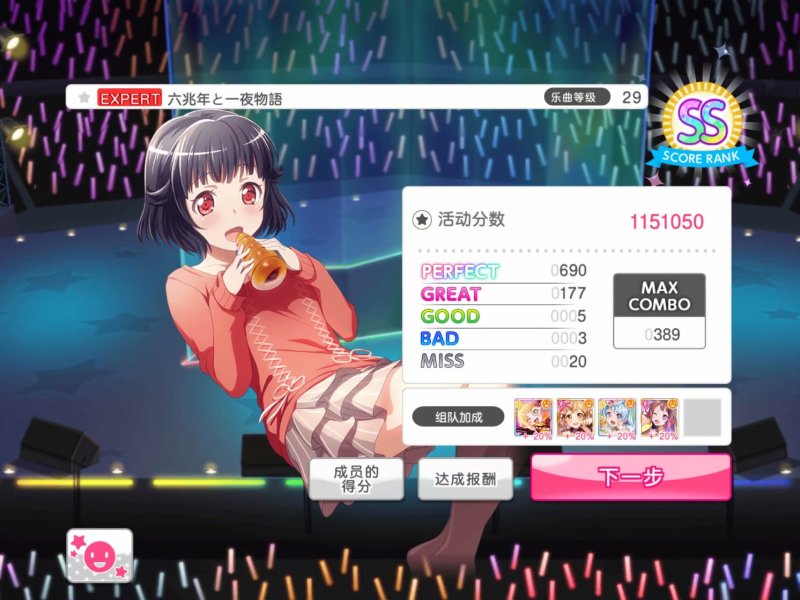 EXPERT 六兆年と一夜物語 乐曲等级 29
SS
SCORE RANK
活动分数 1151050
PERFECT 0690
GREAT 0177
GOOD 0005
BAD 0003
MISS 0020
MAX
COMBO
0389
组队加成
+20% +20% +20% +20%
成员的
得分
达成报酬
下一步